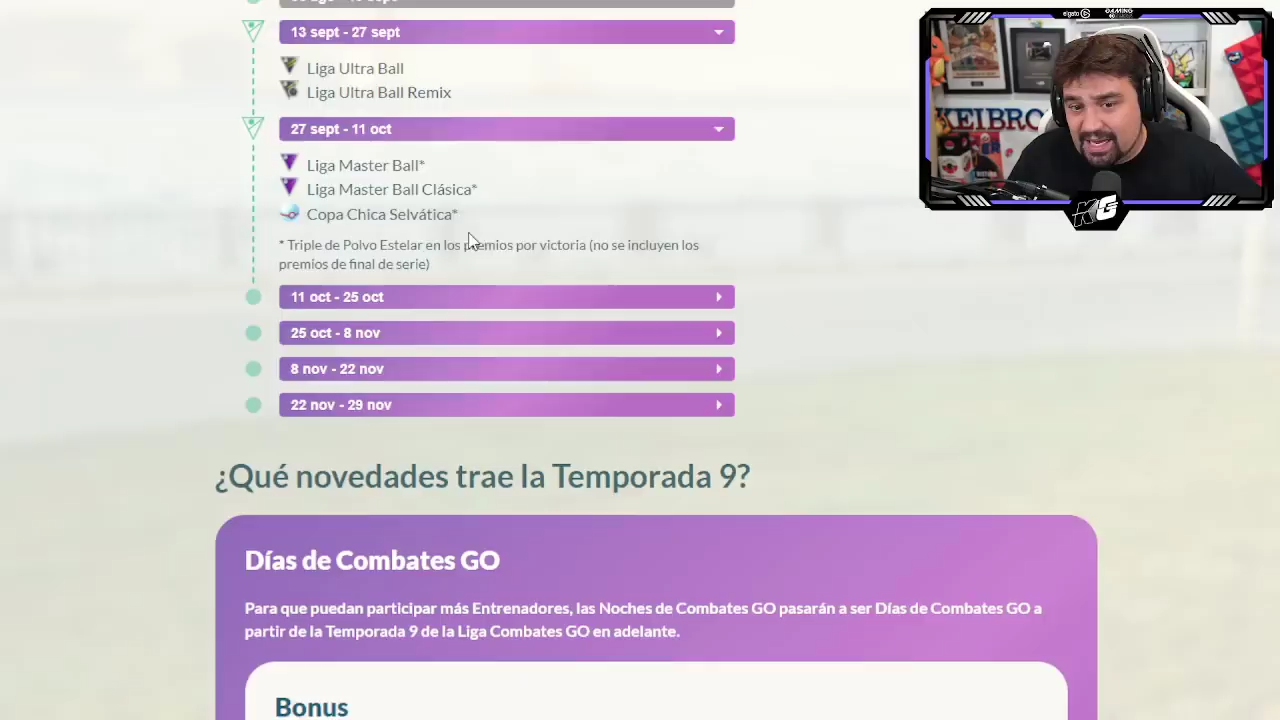 13 sept - 27 sept
Liga Ultra Ball
Liga Ultra Ball Remix
27 sept - 11 oct
Liga Master Ball*
Liga Master Ball Clásica*
Copa Chica Selvática*
* Triple de Polvo Estelar en los premios por victoria (no se incluyen los
premios de final de serie)
11 oct - 25 oct
25 oct - 8 nov
8 nov - 22 nov
22 nov - 29 nov
¿Qué novedades trae la Temporada 9?
Días de Combates GO
Para que puedan participar más Entrenadores, las Noches de Combates GO pasarán a ser Días de Combates GO a
partir de la Temporada 9 de la Liga Combates GO en adelante.
Bonus
elgato
GAMING
KEIBRO
KG